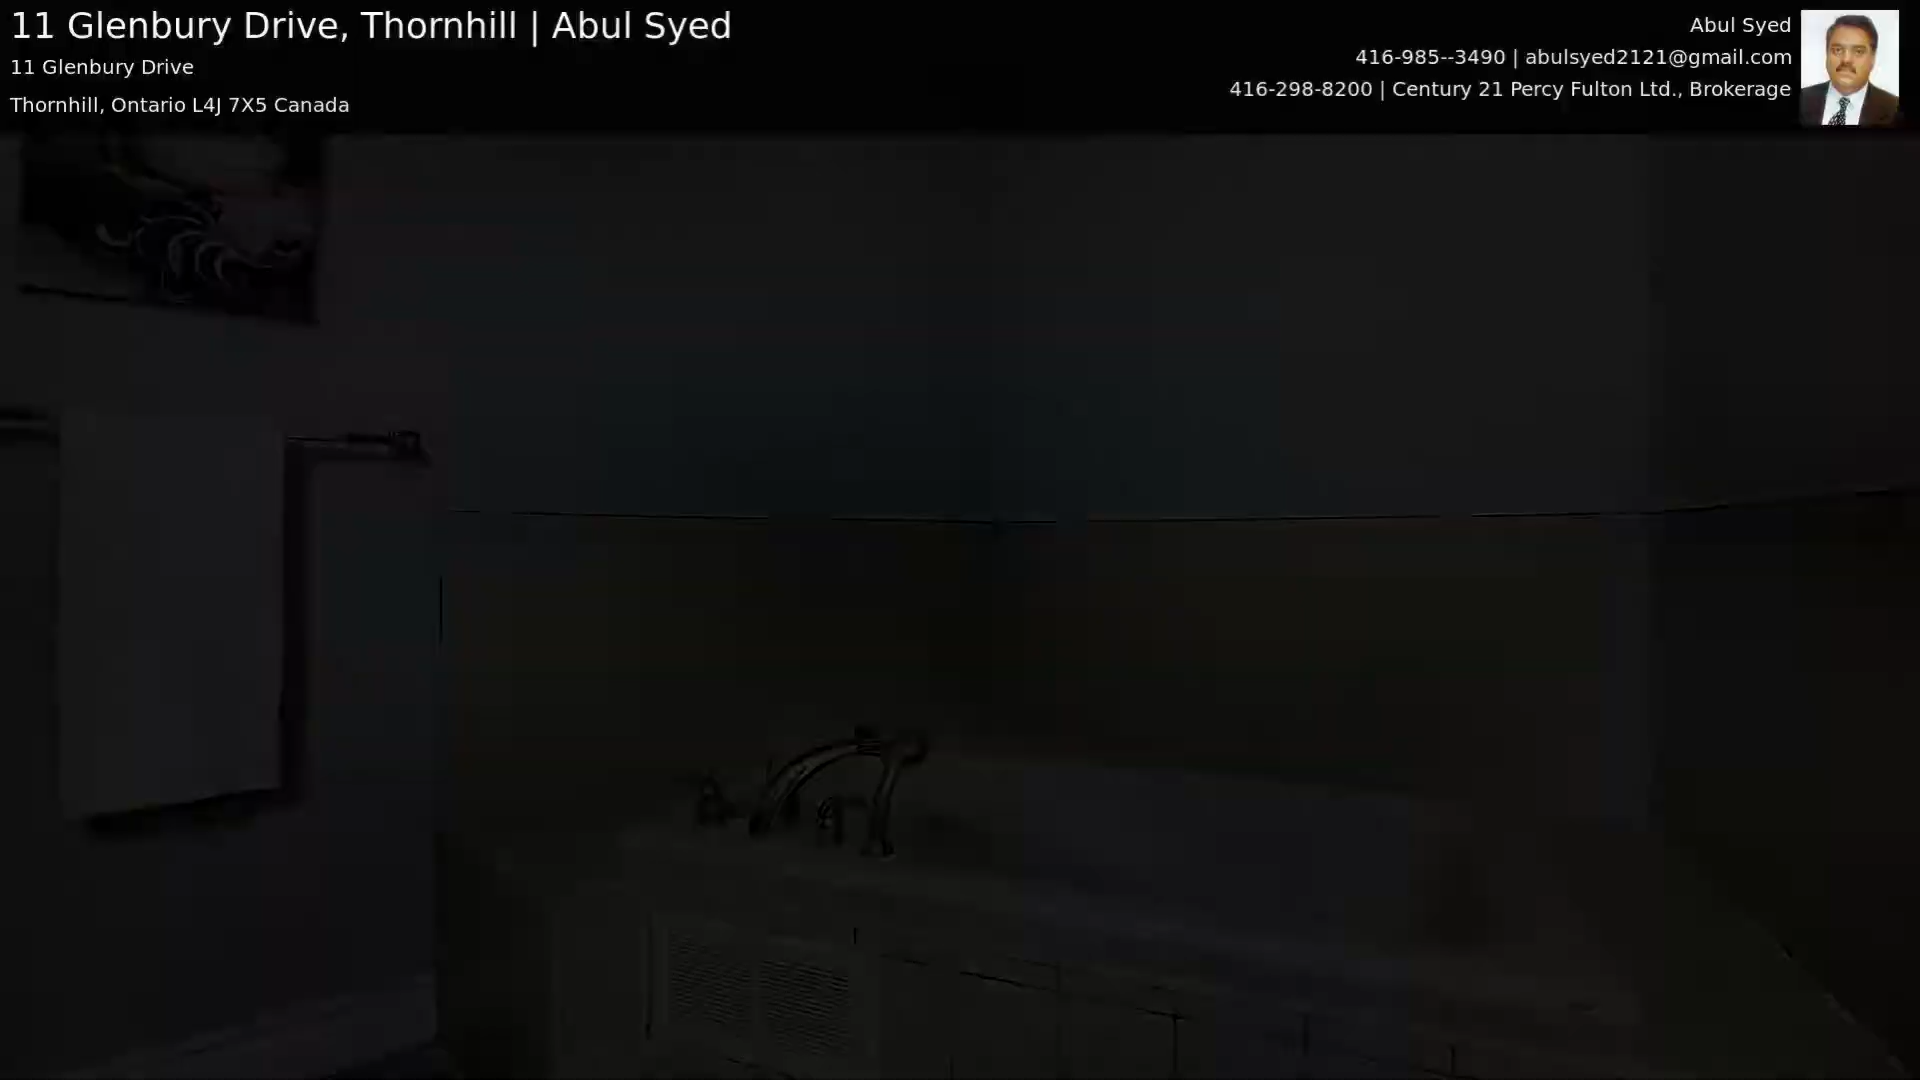 11 Glenbury Drive, Thornhill | Abul Syed
11 Glenbury Drive
Thornhill, Ontario L4J 7X5 Canada
Abul Syed
416-985--3490 | abulsyed2121@gmail.com
416-298-8200 | Century 21 Percy Fulton Ltd., Brokerage